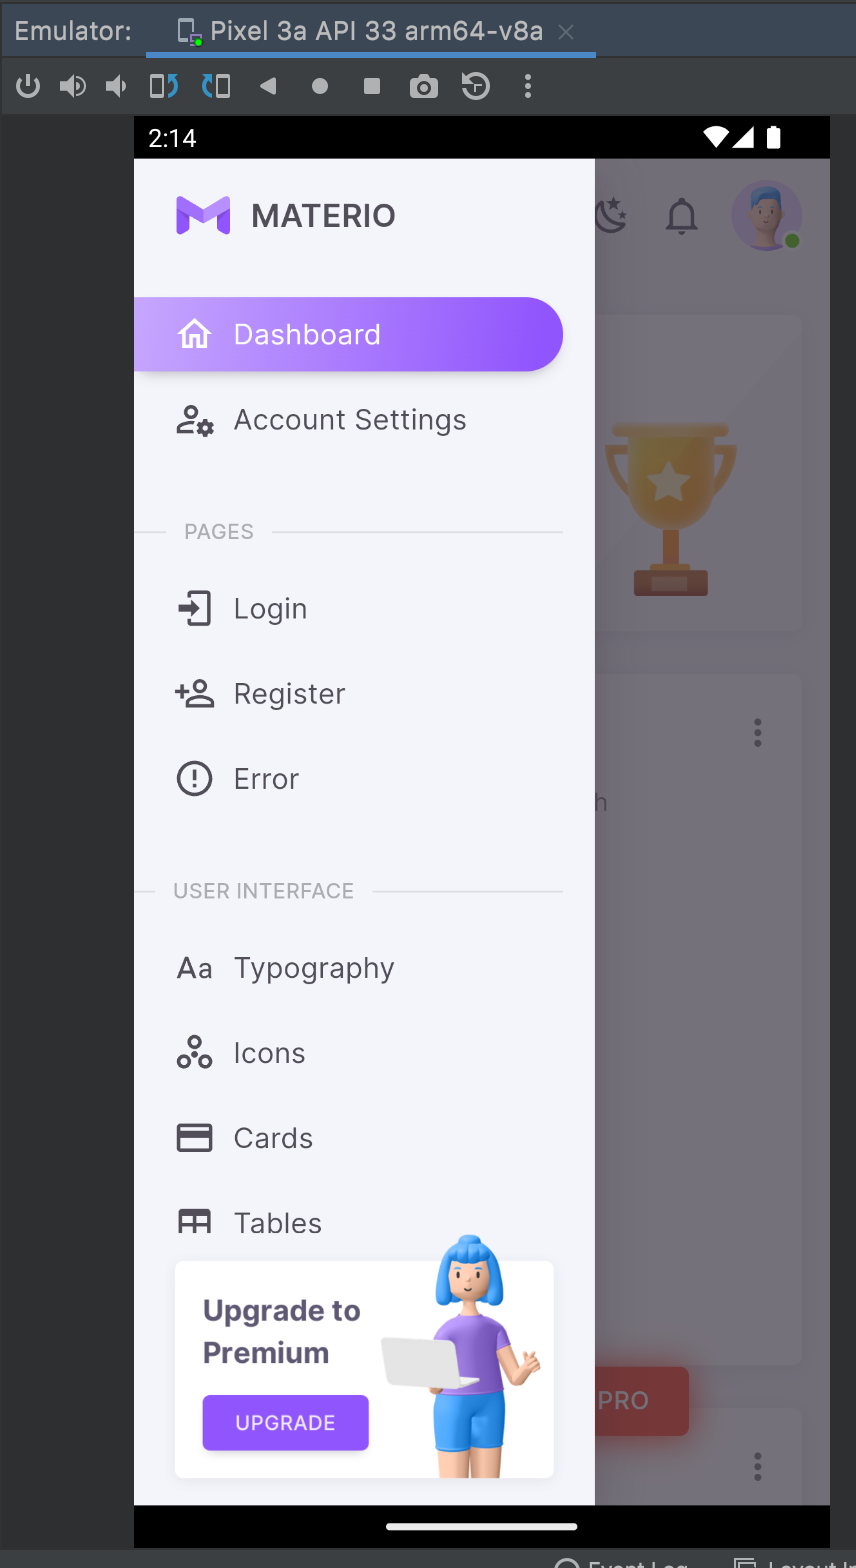 Emulator: Pixel 3a API 33 arm64-v8a
2:14
MATERIO
Dashboard
Account Settings
PAGES
Login
Register
Error
h
USER INTERFACE
Aa Typography
Icons
Cards
Tables
Upgrade to
Premium
UPGRADE
PRO
Event Log